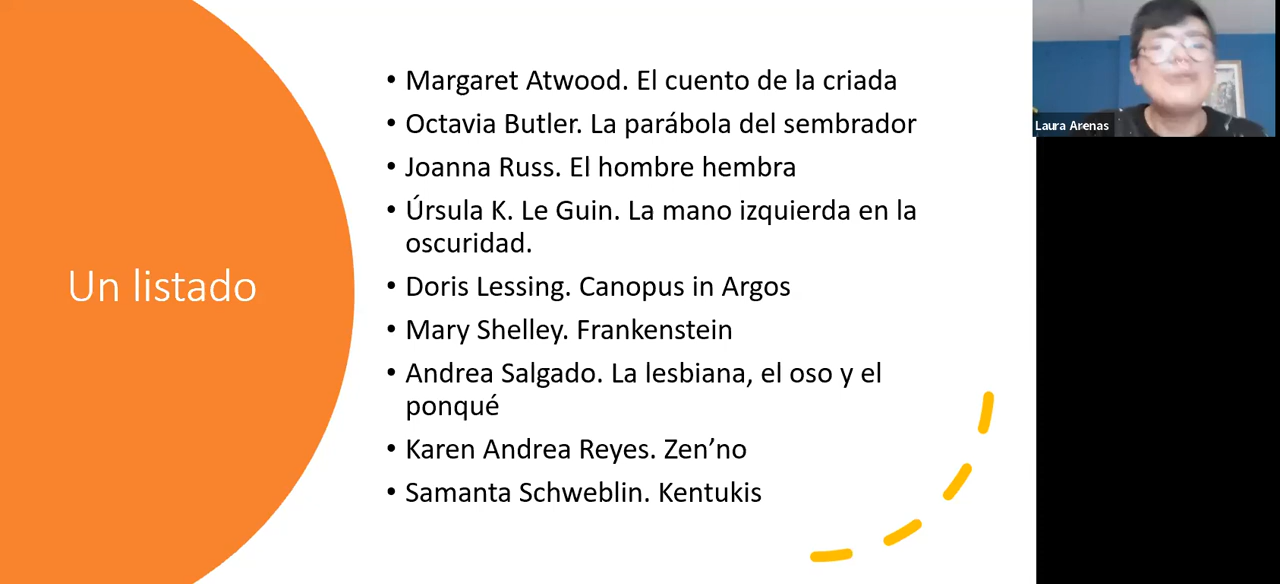 Un listado
• Margaret Atwood. El cuento de la criada
• Octavia Butler. La parábola del sembrador
• Joanna Russ. El hombre hembra
• Úrsula K. Le Guin. La mano izquierda en la
oscuridad.
• Doris Lessing. Canopus in Argos
• Mary Shelley. Frankenstein
• Andrea Salgado. La lesbiana, el oso y el
ponqué
• Karen Andrea Reyes. Zen’no
• Samanta Schweblin. Kentukis
Laura Arenas